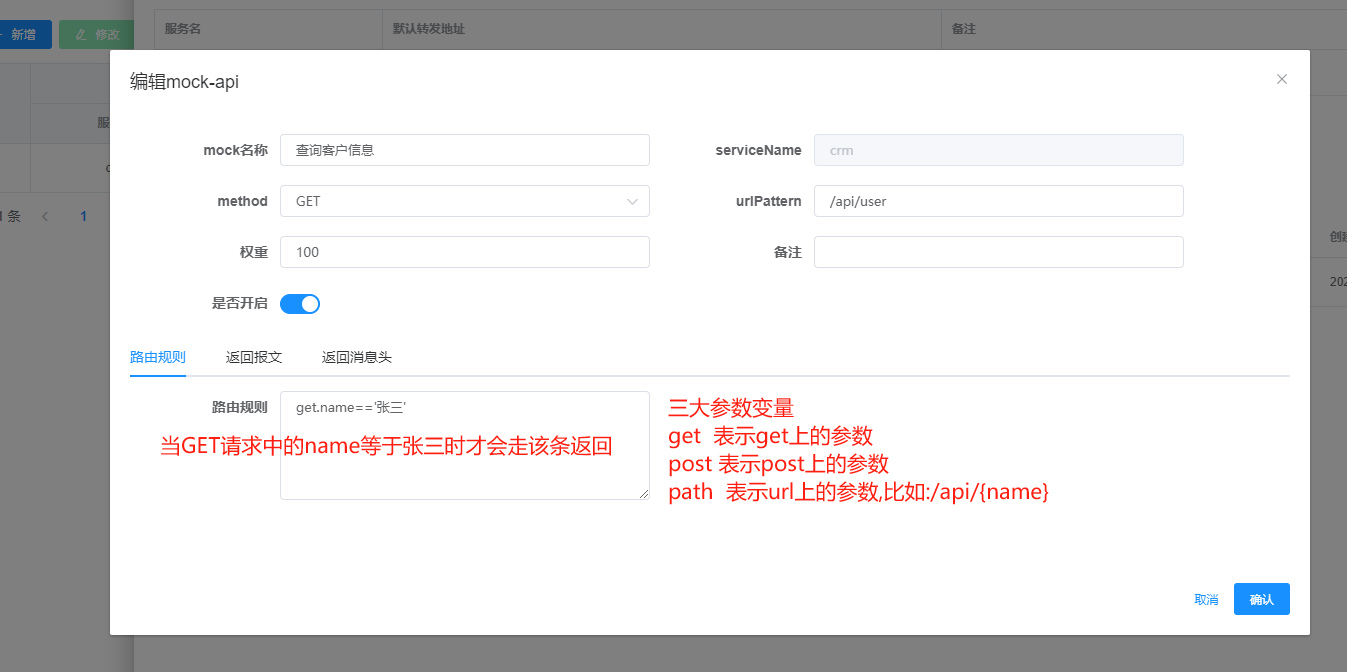 新增
修改
服务名
默认转发地址
备注
编辑mock-api
mock名称
查询客户信息
serviceName
crm
method
GET
urlPattern
/api/user
权重
100
备注
是否开启
条
1
路由规则
返回报文
返回消息头
路由规则
get.name=='张三'
当GET请求中的name等于张三时才会走该条返回
三大参数变量
get 表示get上的参数
post 表示post上的参数
path 表示url上的参数,比如:/api/{name}
取消
确认